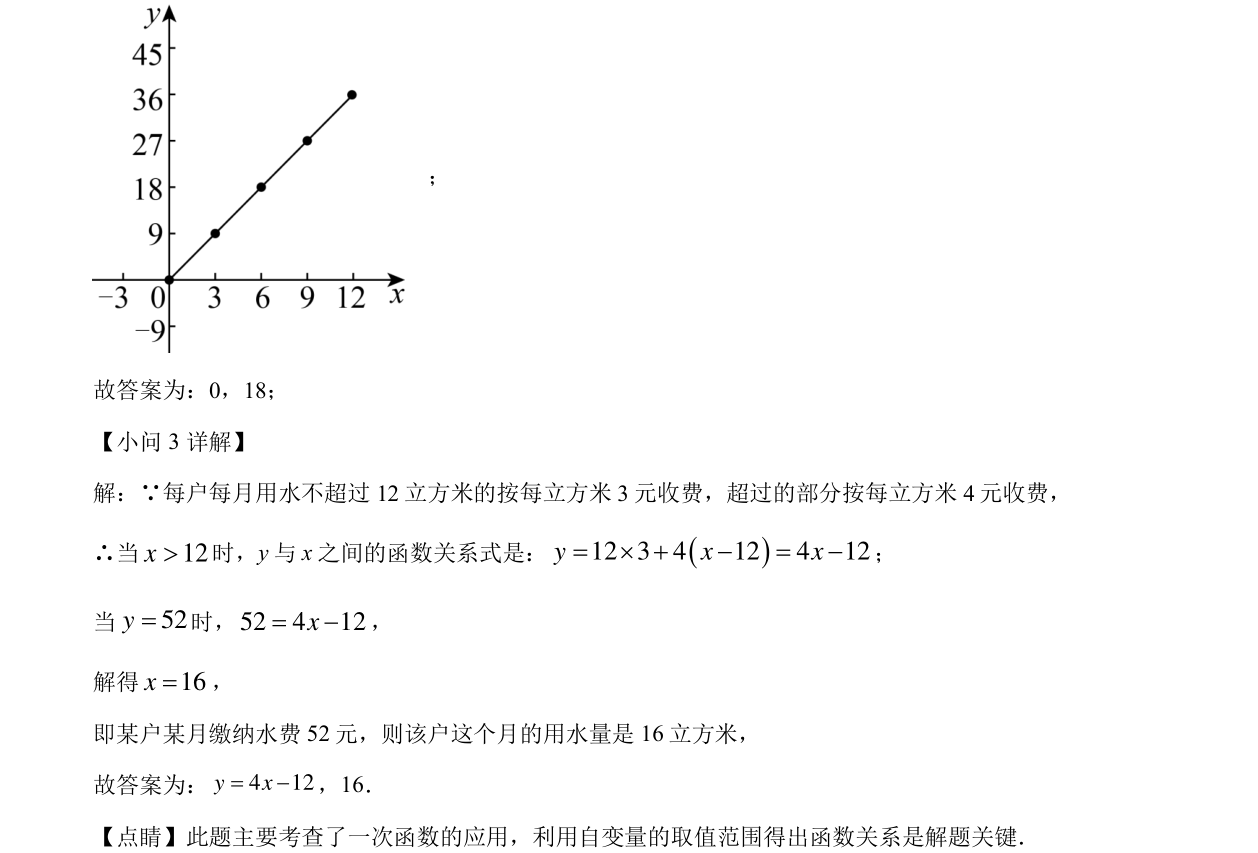 y
45
36
27
18
;
9
−3 0 3 6 9 12 x
−9
故答案为：0，18；
【小问 3 详解】
解：∵每户每月用水不超过 12 立方米的按每立方米 3 元收费，超过的部分按每立方米 4 元收费，
∴当 x > 12 时，y 与 x 之间的函数关系式是： y = 12×3+4(x−12) = 4x−12；
当 y = 52 时， 52 = 4x−12，
解得 x = 16，
即某户某月缴纳水费 52 元，则该户这个月的用水量是 16 立方米，
故答案为： y = 4x−12，16．
【点睛】此题主要考查了一次函数的应用，利用自变量的取值范围得出函数关系是解题关键．